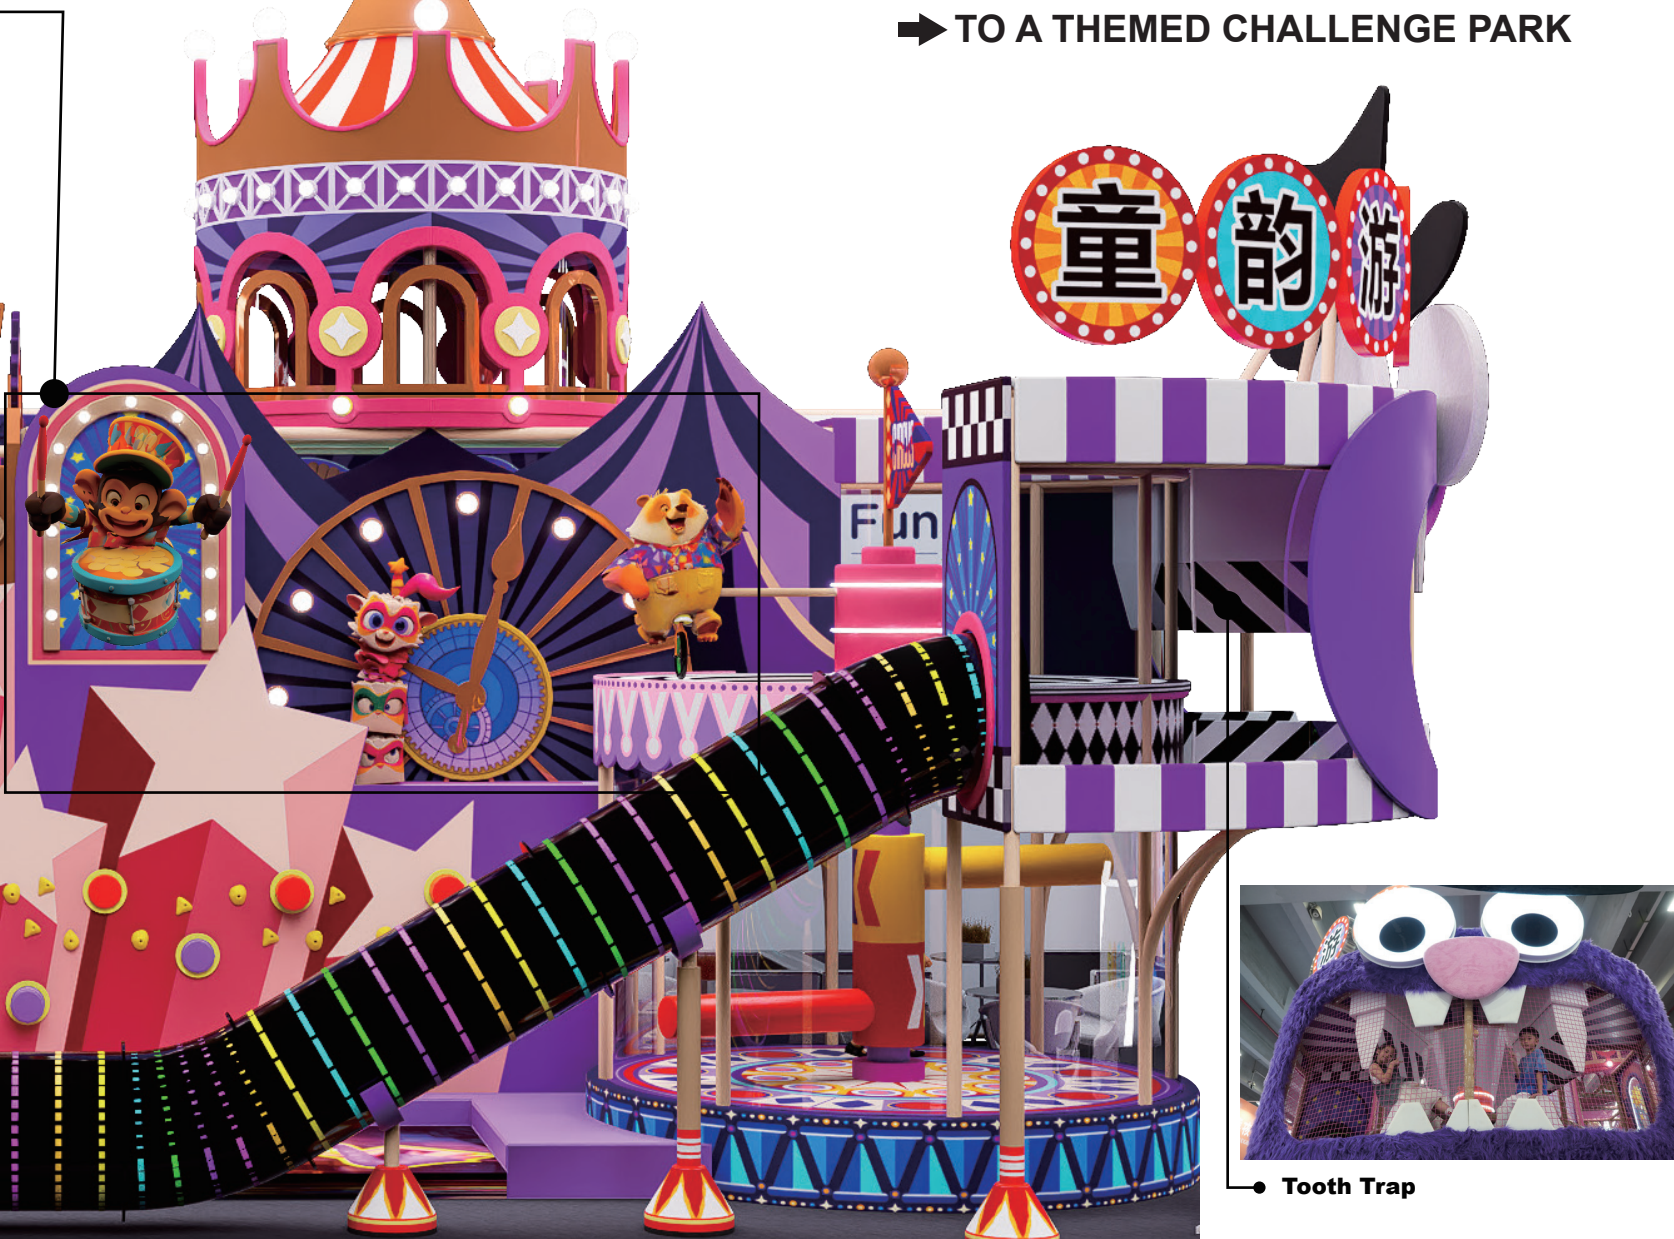 TO A THEMED CHALLENGE PARK
童韵游
Fun
Tooth Trap